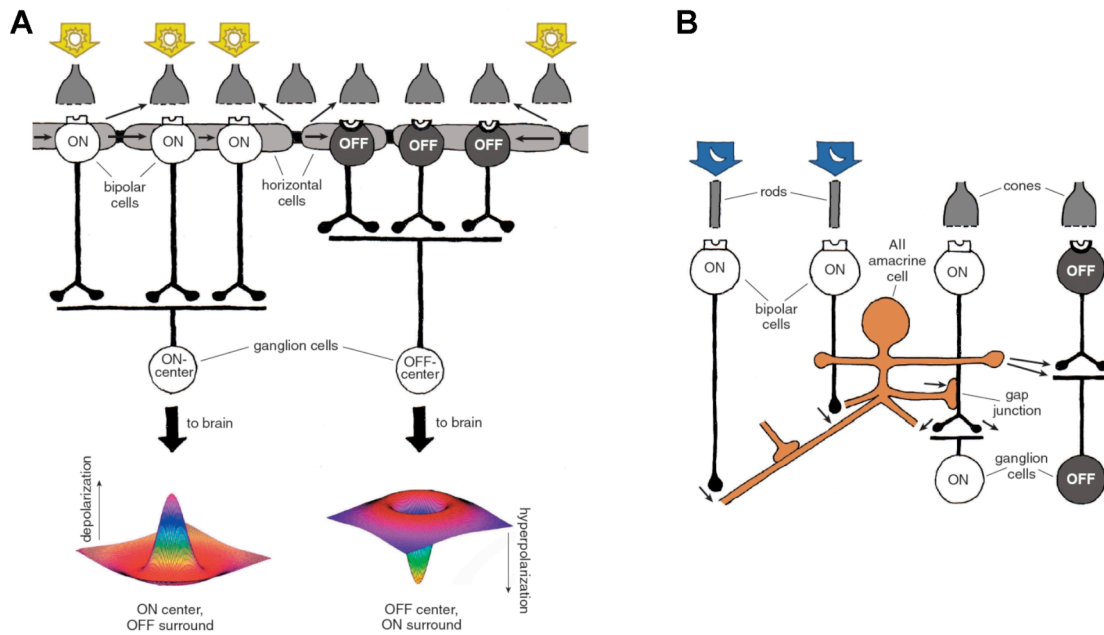 A
ON
ON
ON
OFF
OFF
OFF
bipolar
cells
horizontal
cells
ON-
center
ganglion cells
OFF-
center
to brain
to brain
depolarization
hyperpolarization
ON center,
OFF surround
OFF center,
ON surround
B
rods
cones
ON
ON
AII
amacrine
cell
ON
OFF
bipolar
cells
gap
junction
ON
ganglion
cells
OFF